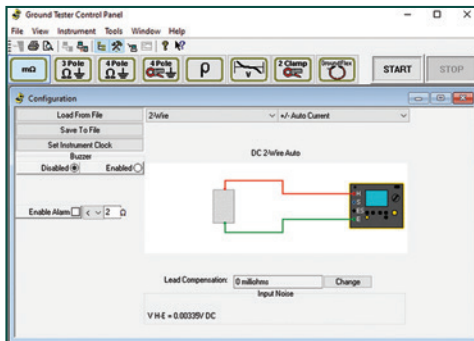 Ground Tester Control Panel
File View Instrument Tools Window Help
mΩ
3 Pole
Ω
4 Pole
Ω
4 Pole
ρ
V
2 Clamp
GroundFlex
START
STOP
Configuration
Load From File
2-Wire
+/- Auto Current
Save To File
Set Instrument Clock
Buzzer
Disabled Enabled
DC 2-Wire Auto
Enable Alarm < 2 Ω
H
S
ES
E
Lead Compensation: 0 milliohms Change
Input Noise
V H-E = 0.00335V DC